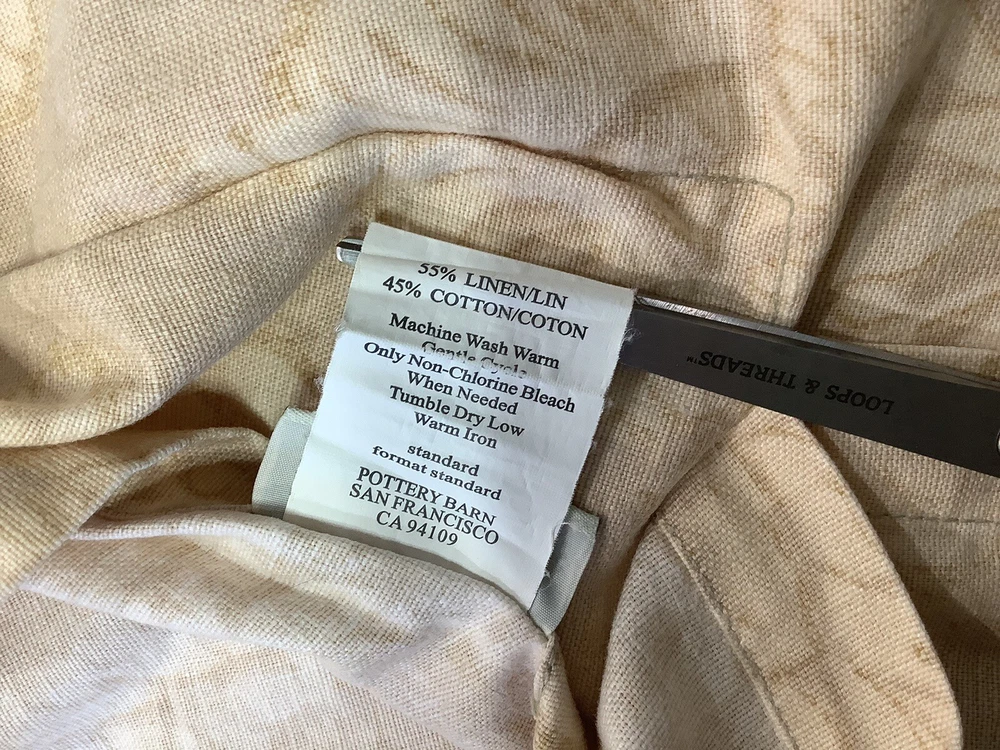 55% LINEN/LIN
45% COTTON/COTON
Machine Wash Warm
Gentle Cycle
Only Non-Chlorine Bleach
When Needed
Tumble Dry Low
Warm Iron
standard
format standard
POTTERY BARN
SAN FRANCISCO
CA 94109
LOOPS & THREADS™